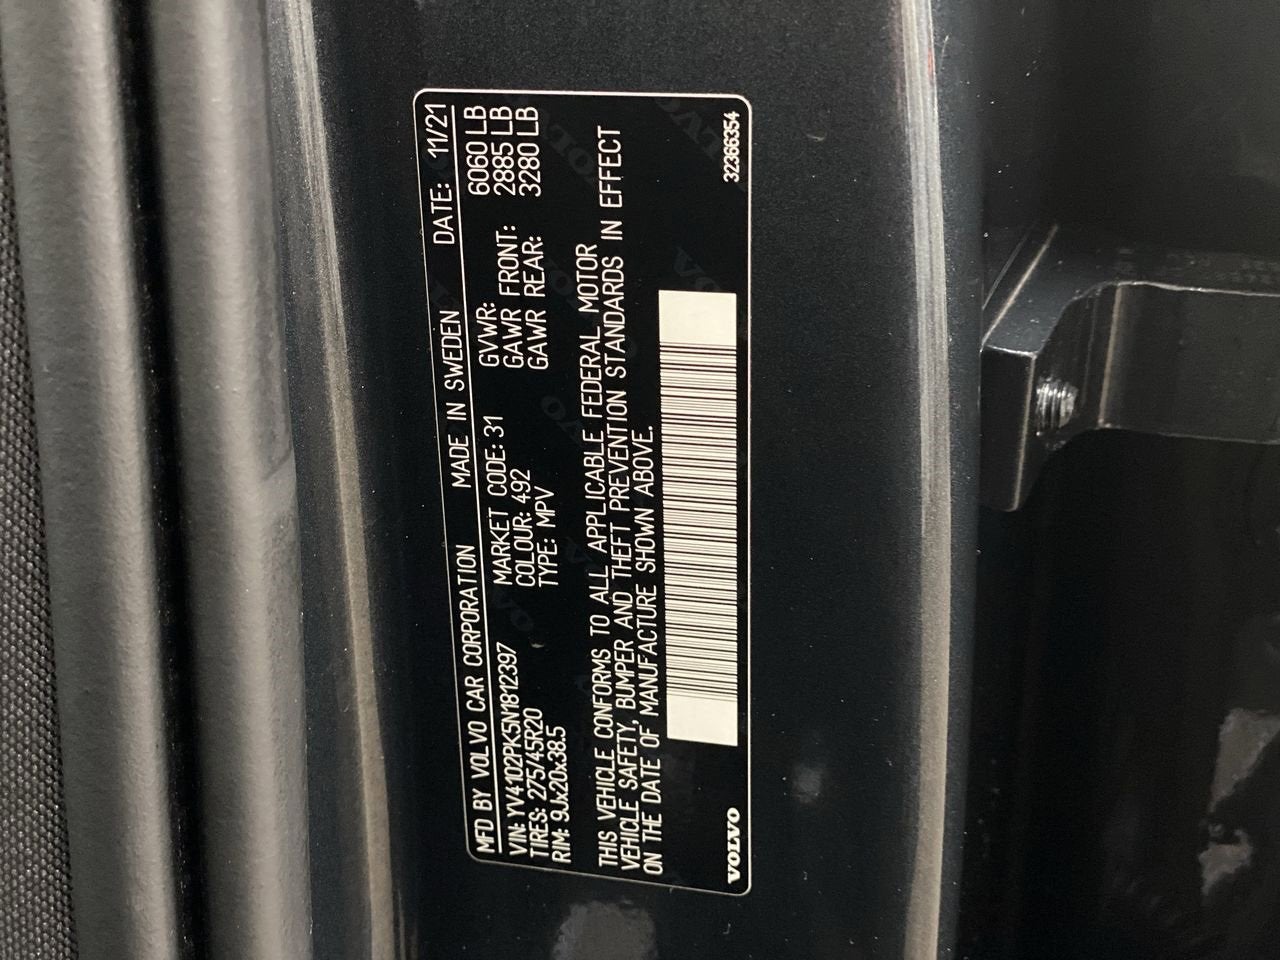 MFD BY VOLVO CAR CORPORATION MADE IN SWEDEN DATE: 11/21
VIN: YV4102PK5N1812397 MARKET CODE: 31 GVWR: 6060 LB
TIRES: 275/45R20 COLOUR: 492 GAWR FRONT: 2885 LB
RIM: 9Jx20x38.5 TYPE: MPV GAWR REAR: 3280 LB
THIS VEHICLE CONFORMS TO ALL APPLICABLE FEDERAL MOTOR
VEHICLE SAFETY, BUMPER AND THEFT PREVENTION STANDARDS IN EFFECT
ON THE DATE OF MANUFACTURE SHOWN ABOVE.
VOLVO 32366354